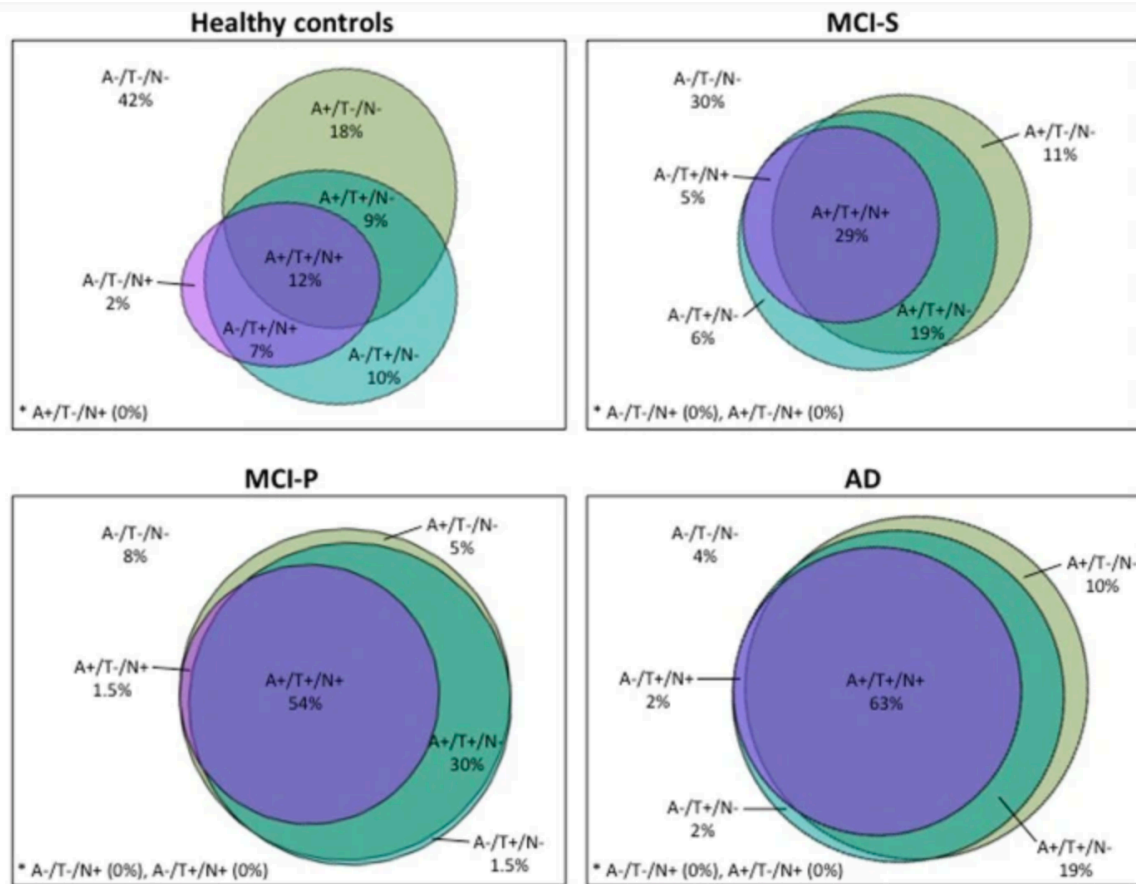 Healthy controls
A-/T-/N-
42%
A+/T-/N-
18%
A+/T+/N-
9%
A+/T+/N+
12%
A-/T-/N+
2%
A-/T+/N+
7%
A-/T+/N-
10%
* A+/T-/N+ (0%)
MCI-S
A-/T-/N-
30%
A+/T-/N-
11%
A-/T+/N+
5%
A+/T+/N+
29%
A-/T+/N-
6%
A+/T+/N-
19%
* A-/T-/N+ (0%), A+/T-/N+ (0%)
MCI-P
A-/T-/N-
8%
A+/T-/N-
5%
A+/T-/N+
1.5%
A+/T+/N+
54%
A+/T+/N-
30%
A-/T+/N-
1.5%
* A-/T-/N+ (0%), A-/T+/N+ (0%)
AD
A-/T-/N-
4%
A+/T-/N-
10%
A-/T+/N+
2%
A+/T+/N+
63%
A-/T+/N-
2%
A+/T+/N-
19%
* A-/T-/N+ (0%), A+/T-/N+ (0%)